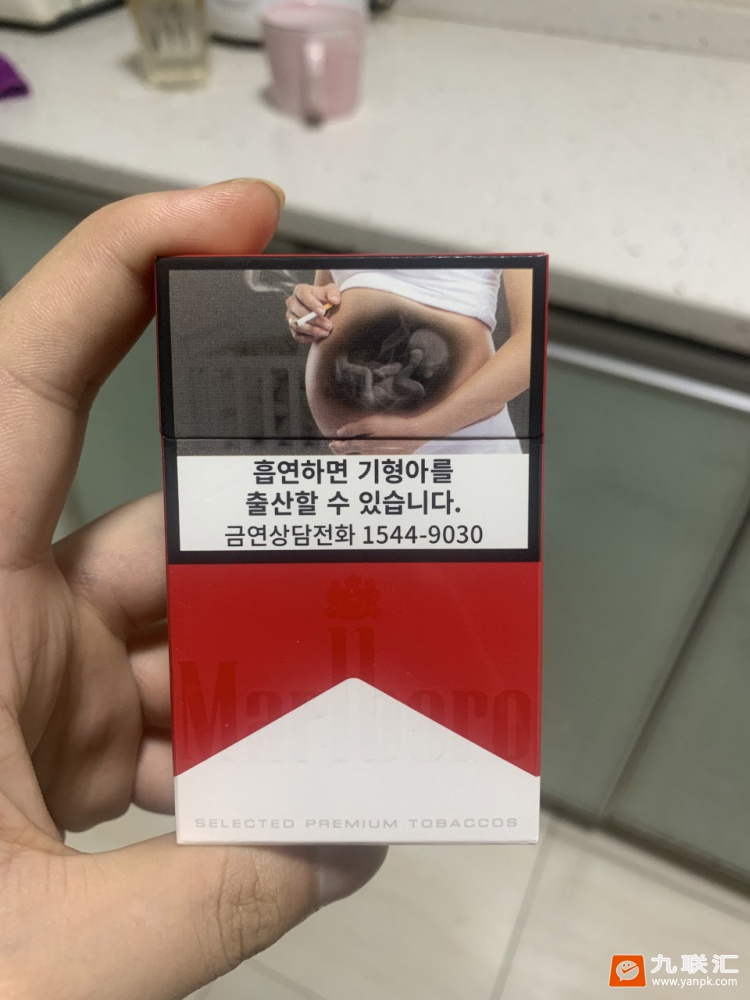 흡연하면 기형아를
출산할 수 있습니다.
금연상담전화 1544-9030
Marlboro
SELECTED PREMIUM TOBACCOS
九联汇
www.yanpk.com